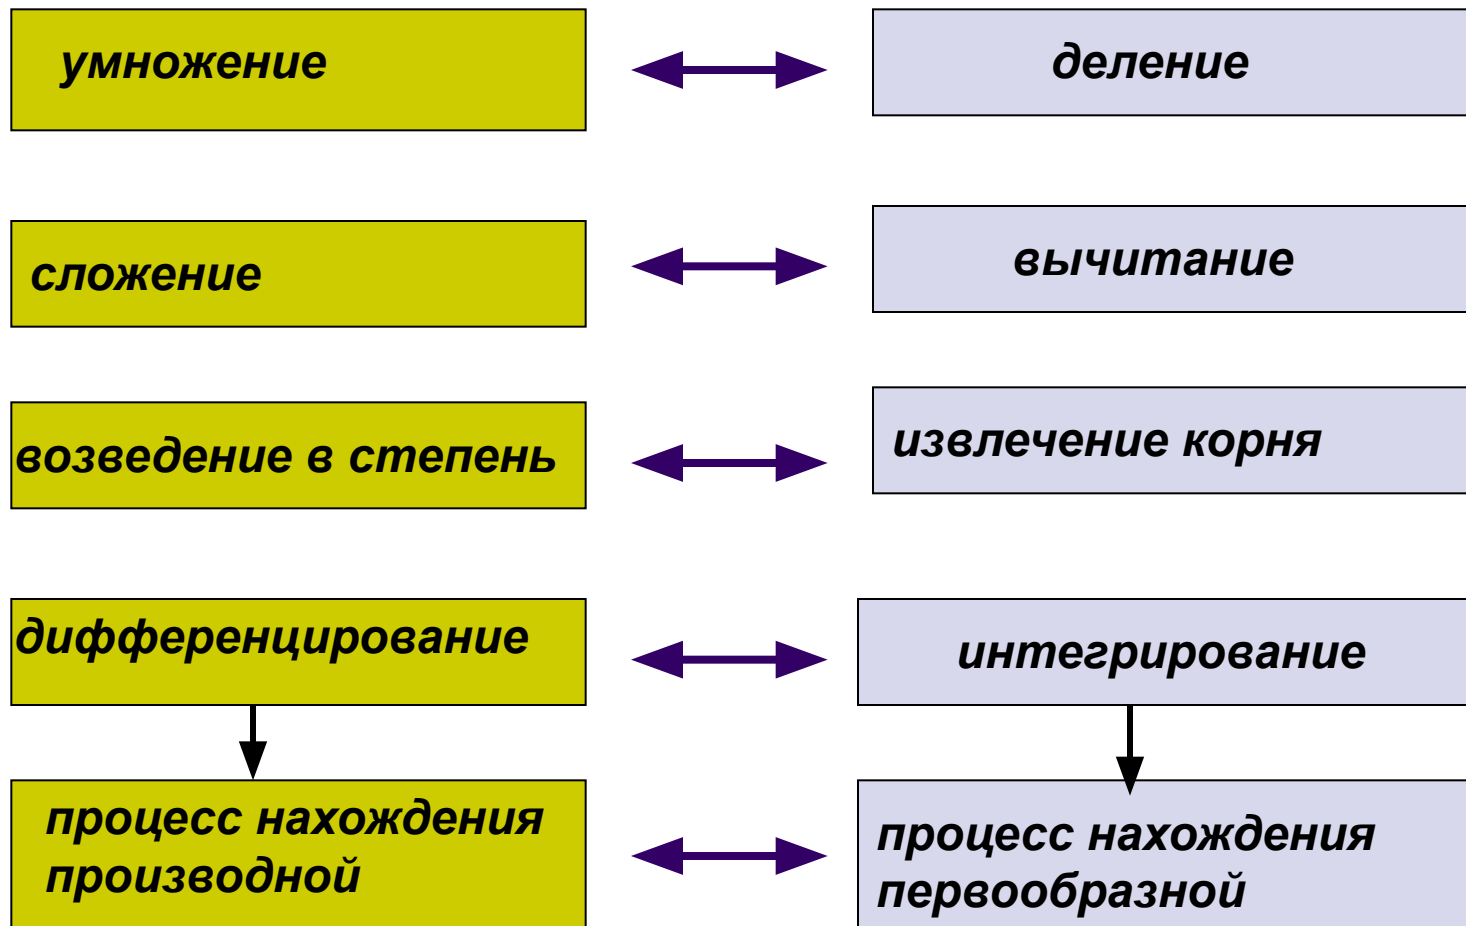 умножение
деление
сложение
вычитание
возведение в степень
извлечение корня
дифференцирование
интегрирование
процесс нахождения
производной
процесс нахождения
первообразной